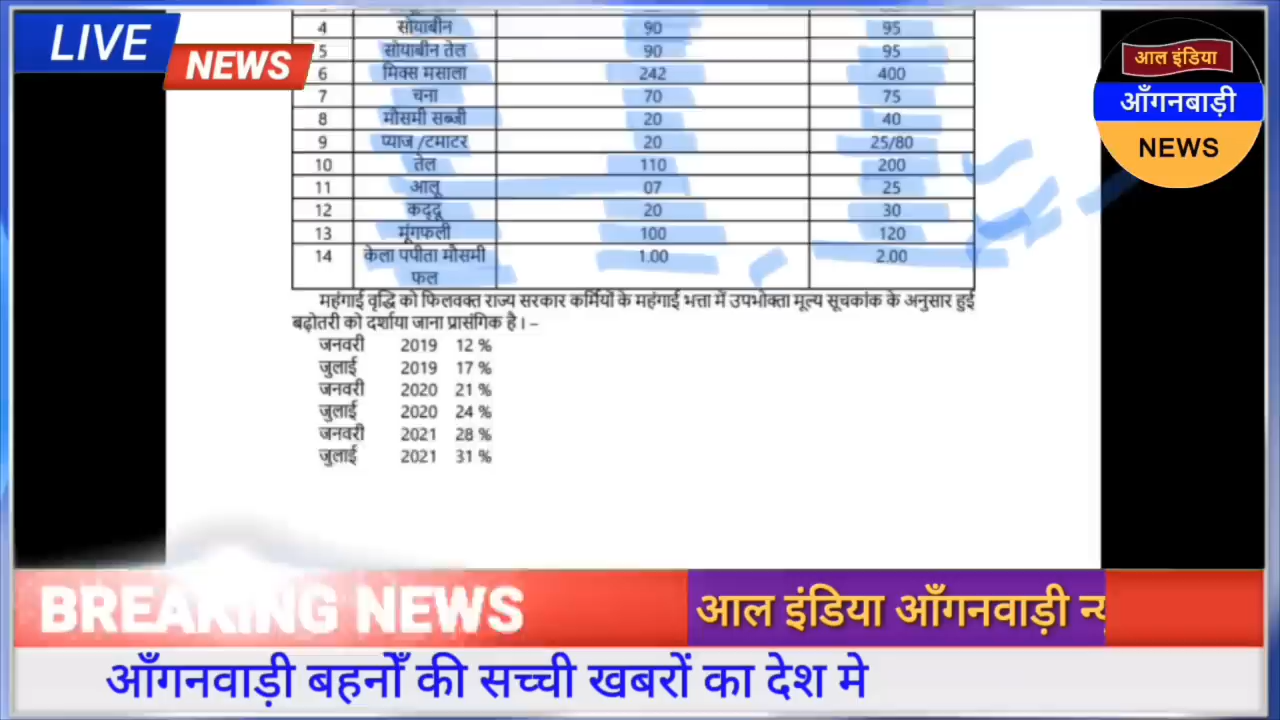 LIVE
NEWS
आल इंडिया
आँगनबाड़ी
NEWS
4 सोयाबीन 90 95
5 सोयाबीन तेल 90 95
6 मिक्स मसाला 242 400
7 चना 70 75
8 मौसमी सब्जी 20 40
9 प्याज /टमाटर 20 25/80
10 तेल 110 200
11 आलू 07 25
12 कद्दू 20 30
13 मूंगफली 100 120
14 केला पपीता मौसमी 1.00 2.00
फल
महंगाई वृद्धि को फिलवक्त राज्य सरकार कर्मियों के महंगाई भत्ता में उपभोक्ता मूल्य सूचकांक के अनुसार हुई
बढ़ोतरी को दर्शाया जाना प्रासंगिक है। –
जनवरी 2019 12 %
जुलाई 2019 17 %
जनवरी 2020 21 %
जुलाई 2020 24 %
जनवरी 2021 28 %
जुलाई 2021 31 %
BREAKING NEWS
आल इंडिया आँगनवाड़ी
आँगनवाड़ी बहनोँ की सच्ची खबरों का देश मे